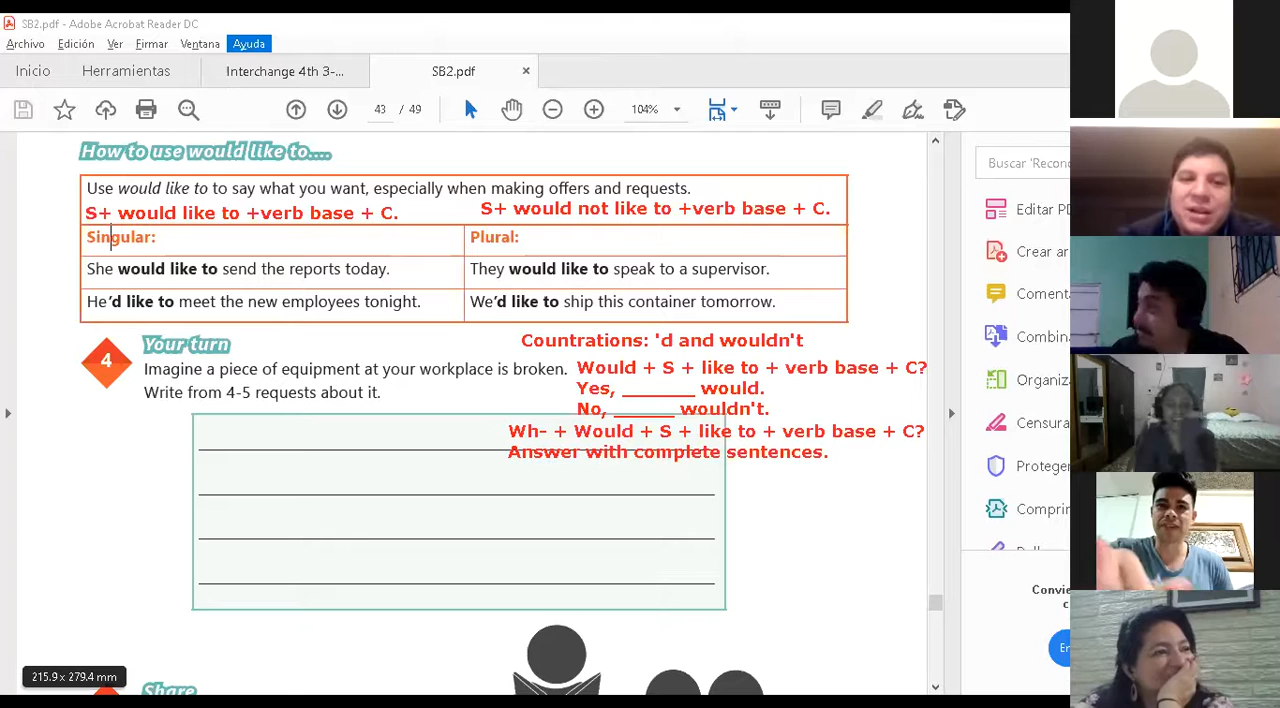 SB2.pdf - Adobe Acrobat Reader DC
Archivo Edición Ver Firmar Ventana Ayuda
Inicio Herramientas Interchange 4th 3-... SB2.pdf ×
43 / 49 104%
How to use would like to....
Use would like to to say what you want, especially when making offers and requests.
S+ would like to +verb base + C. S+ would not like to +verb base + C.
Singular: Plural:
She would like to send the reports today. They would like to speak to a supervisor.
He'd like to meet the new employees tonight. We'd like to ship this container tomorrow.
Countrations: 'd and wouldn't
4 Your turn
Imagine a piece of equipment at your workplace is broken.
Write from 4-5 requests about it.
Would + S + like to + verb base + C?
Yes, _______ would.
No, ______ wouldn't.
Wh- + Would + S + like to + verb base + C?
Answer with complete sentences.
Share
215.9 x 279.4 mm
Buscar 'Recon
Editar PD
Crear ar
Coment
Combin
Organiz
Censura
Proteger
Comprim
Convie
c
En